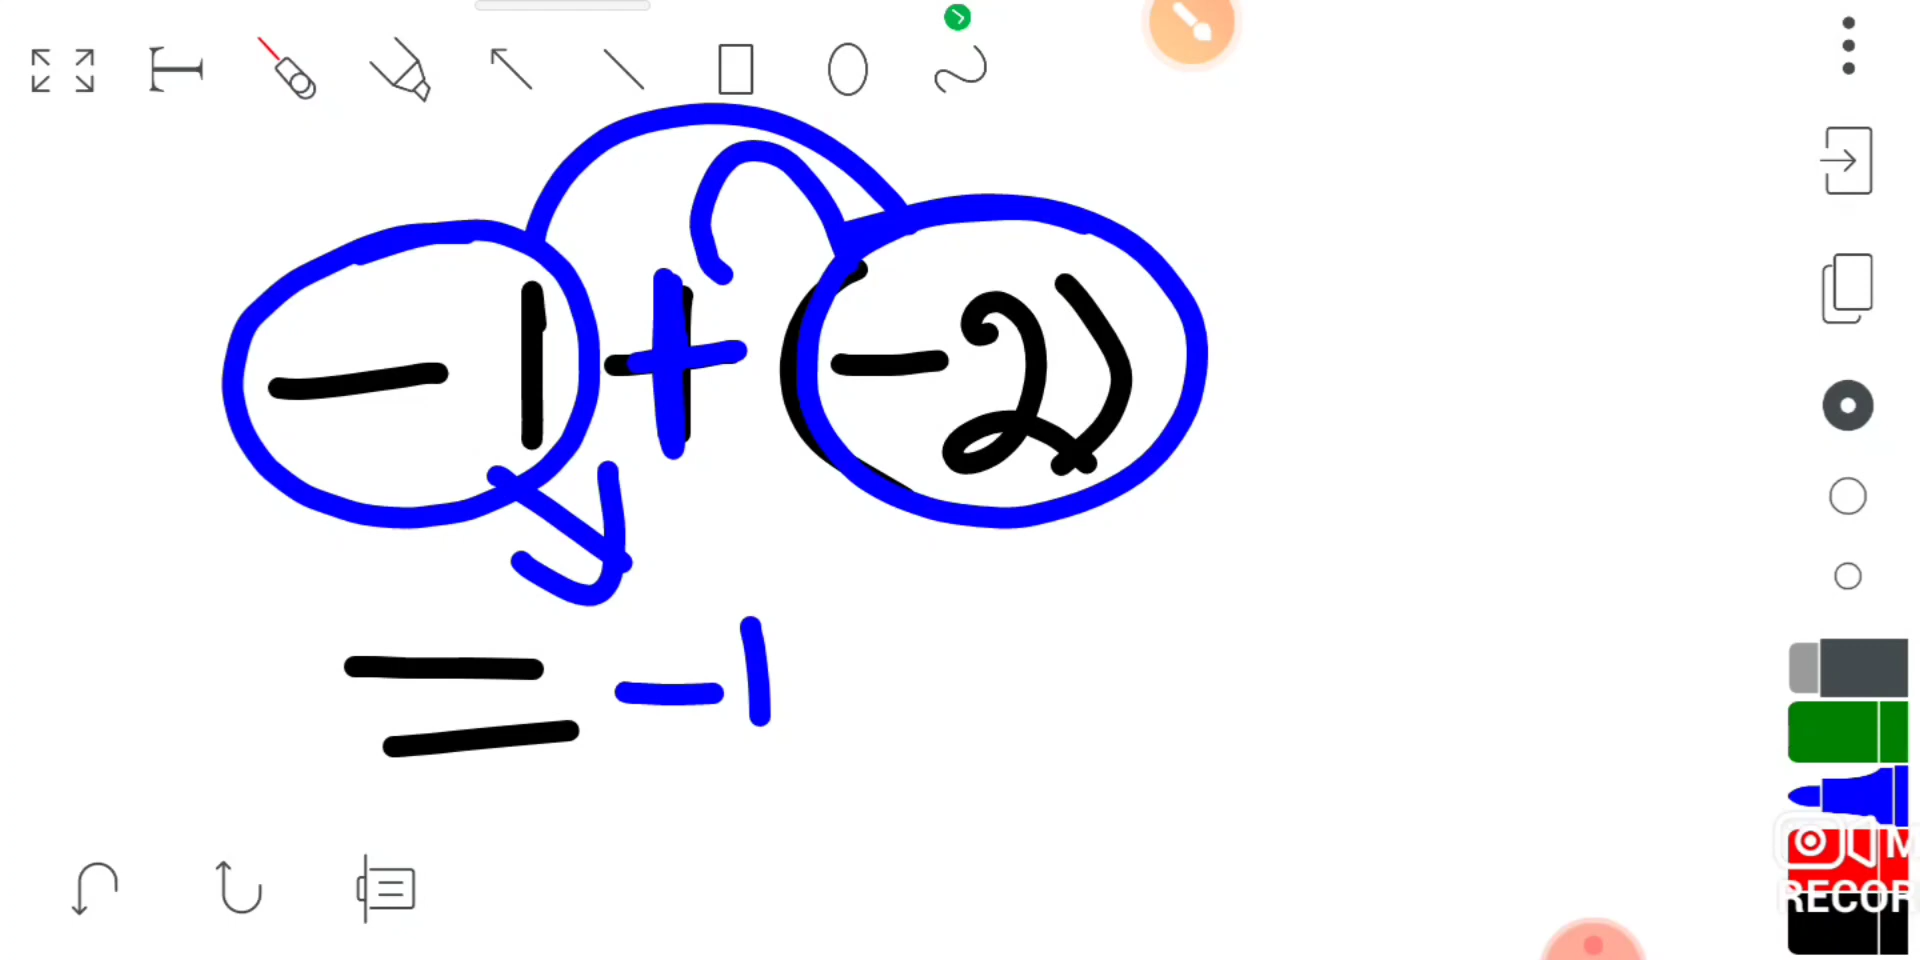 -1 + (-2)
= -1
M
RECOR